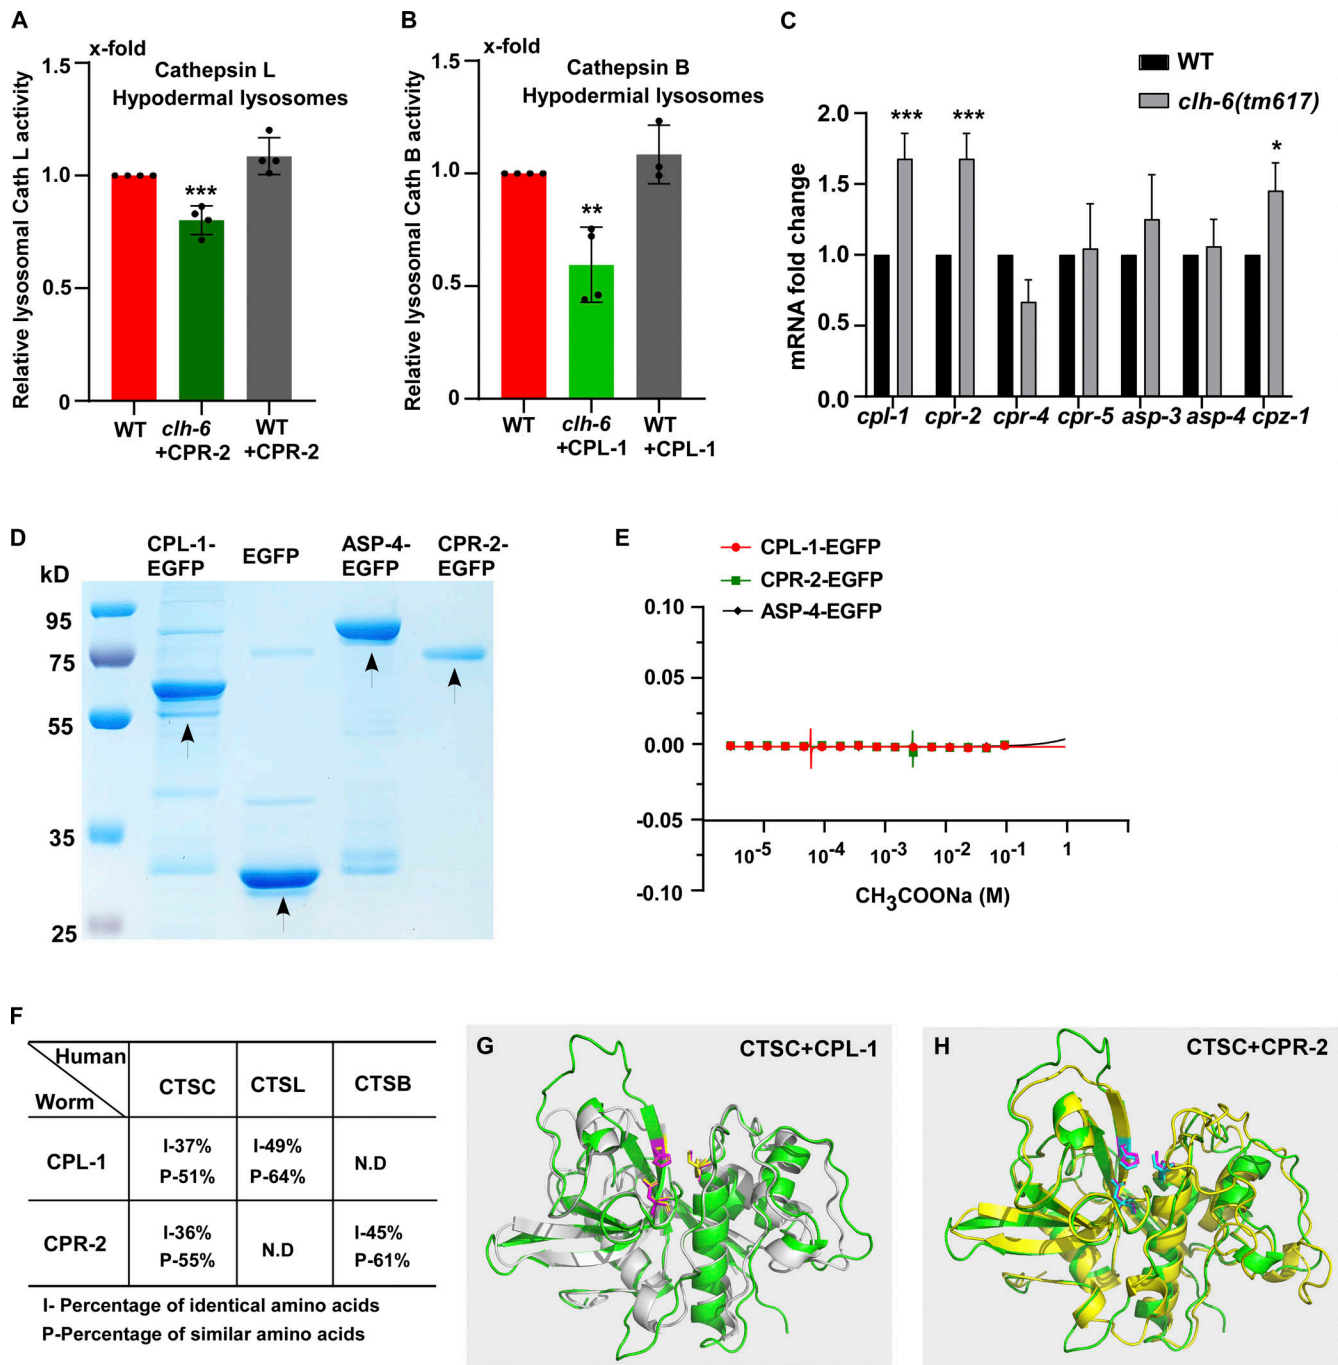 A
x-fold
Cathepsin L
Hypodermal lysosomes
Relative lysosomal Cath L activity
1.5
1.0
0.5
0
WT
clh-6
+CPR-2
WT
+CPR-2
B
x-fold
Cathepsin B
Hypodermial lysosomes
Relative lysosomal Cath B activity
1.5
1.0
0.5
0
***
**
WT
clh-6
+CPL-1
WT
+CPL-1
C
WT
clh-6(tm617)
mRNA fold change
2.0
1.5
1.0
0.5
0.0
***
***
*
cpl-1
cpr-2
cpr-4
cpr-5
asp-3
asp-4
cpz-1
D
kD
CPL-1-
EGFP
EGFP
ASP-4-
EGFP
CPR-2-
EGFP
95
75
55
35
25
E
CPL-1-EGFP
CPR-2-EGFP
ASP-4-EGFP
0.10
0.05
0.00
-0.05
-0.10
10-5
10-4
10-3
10-2
10-1
1
CH3COONa (M)
F
Human
Worm
CTSC
CTSL
CTSB
CPL-1
I-37%
P-51%
I-49%
P-64%
N.D
CPR-2
I-36%
P-55%
N.D
I-45%
P-61%
I- Percentage of identical amino acids
P-Percentage of similar amino acids
G
CTSC+CPL-1
H
CTSC+CPR-2